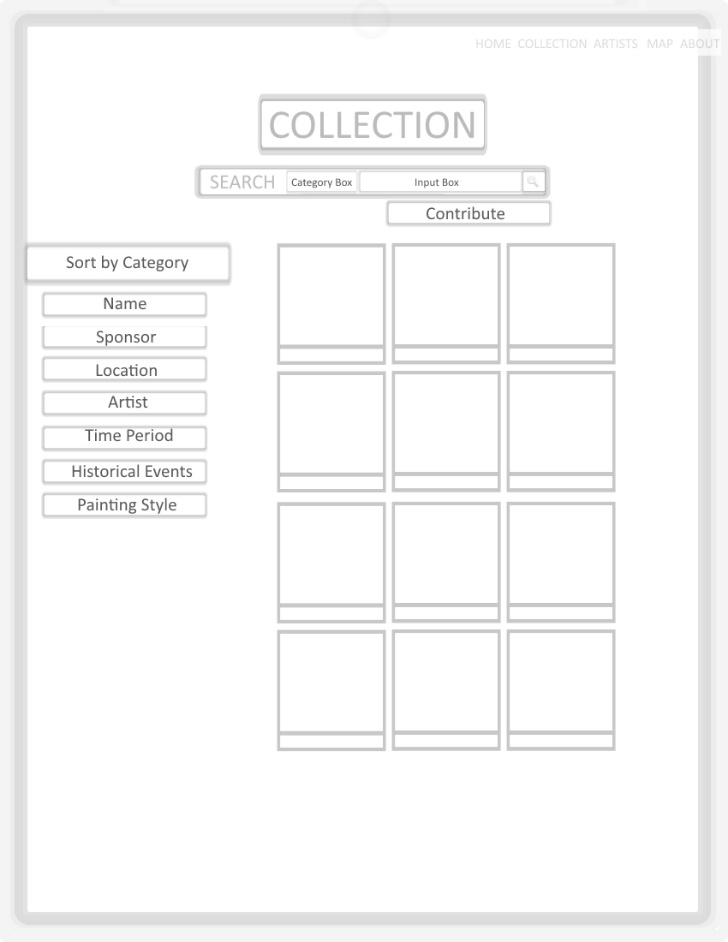 HOME COLLECTION ARTISTS MAP ABOUT
COLLECTION
SEARCH Category Box Input Box
Contribute
Sort by Category
Name
Sponsor
Location
Artist
Time Period
Historical Events
Painting Style